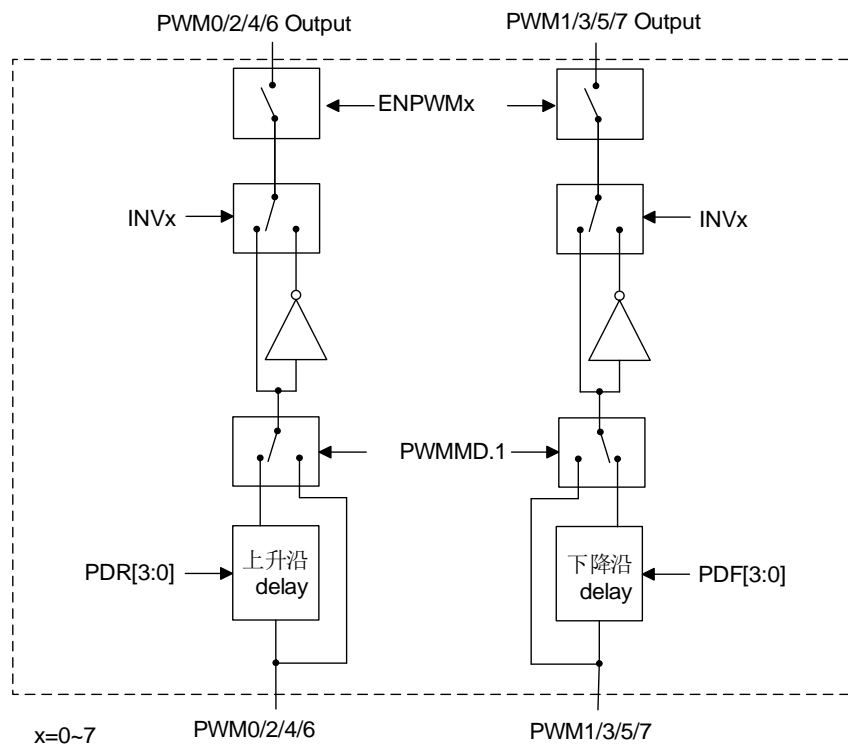 PWM0/2/4/6 Output
PWM1/3/5/7 Output
ENPWMx
INVx
INVx
PWMMD.1
PDR[3:0]
上升沿
delay
下降沿
delay
PDF[3:0]
PWM0/2/4/6
PWM1/3/5/7
x=0~7